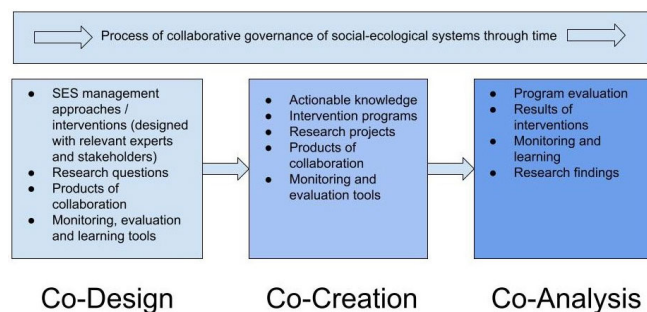 Process of collaborative governance of social-ecological systems through time
● SES management
approaches /
interventions (designed
with relevant experts
and stakeholders)
● Research questions
● Products of
collaboration
● Monitoring, evaluation
and learning tools
● Actionable knowledge
● Intervention programs
● Research projects
● Products of
collaboration
● Monitoring and
evaluation tools
● Program evaluation
● Results of
interventions
● Monitoring and
learning
● Research findings
Co-Design
Co-Creation
Co-Analysis